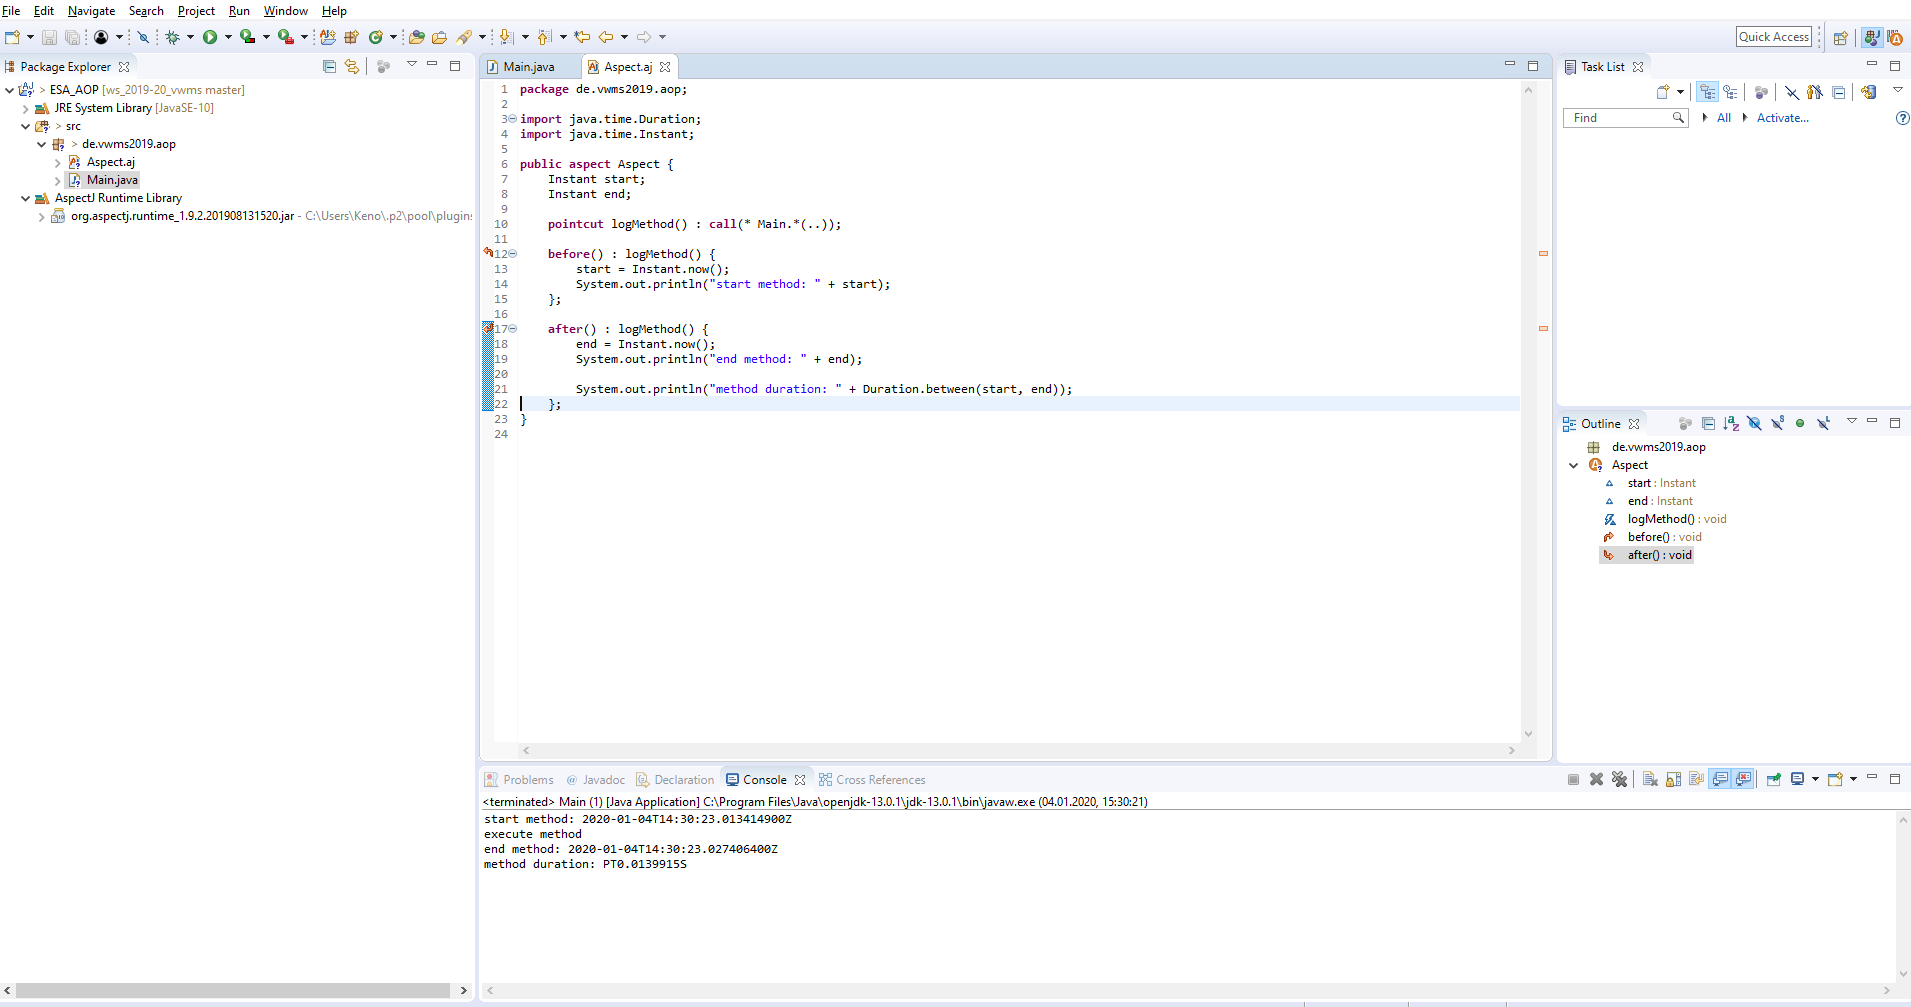 File Edit Navigate Search Project Run Window Help
Quick Access
Package Explorer
ESA_AOP [ws_2019-20_vwms master]
JRE System Library [JavaSE-10]
> src
> de.vwms2019.aop
Aspect.aj
Main.java
AspectJ Runtime Library
org.aspectj.runtime_1.9.2.201908131520.jar - C:\Users\Keno\.p2\pool\plugins
Main.java Aspect.aj
1 package de.vwms2019.aop;
2
3 import java.time.Duration;
4 import java.time.Instant;
5
6 public aspect Aspect {
7 Instant start;
8 Instant end;
9
10 pointcut logMethod() : call(* Main.*(..));
11
12 before() : logMethod() {
13 start = Instant.now();
14 System.out.println("start method: " + start);
15 };
16
17 after() : logMethod() {
18 end = Instant.now();
19 System.out.println("end method: " + end);
20
21 System.out.println("method duration: " + Duration.between(start, end));
22 };
23 }
24
Task List
Find All Activate...
Outline
de.vwms2019.aop
Aspect
start : Instant
end : Instant
logMethod() : void
before() : void
after() : void
Problems Javadoc Declaration Console Cross References
<terminated> Main (1) [Java Application] C:\Program Files\Java\openjdk-13.0.1\jdk-13.0.1\bin\javaw.exe (04.01.2020, 15:30:21)
start method: 2020-01-04T14:30:23.013414900Z
execute method
end method: 2020-01-04T14:30:23.027406400Z
method duration: PT0.0139915S